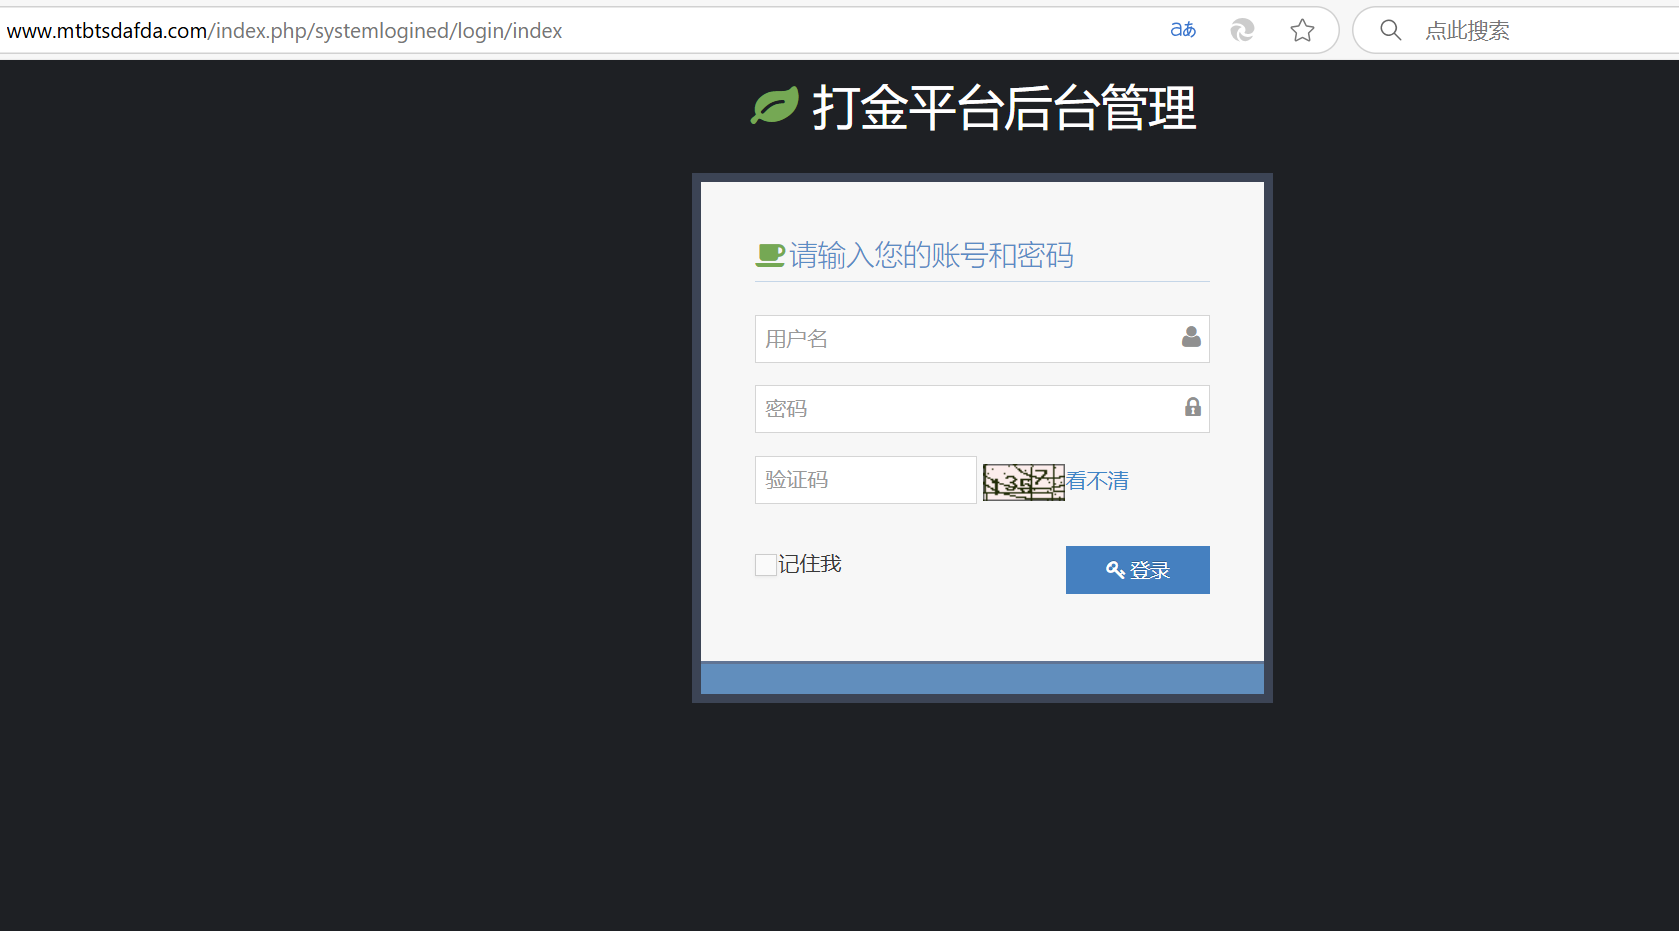 www.mtbtsdafda.com/index.php/systemlogined/login/index
aあ
点此搜索
打金平台后台管理
请输入您的账号和密码
用户名
密码
验证码
1357
看不清
记住我
登录